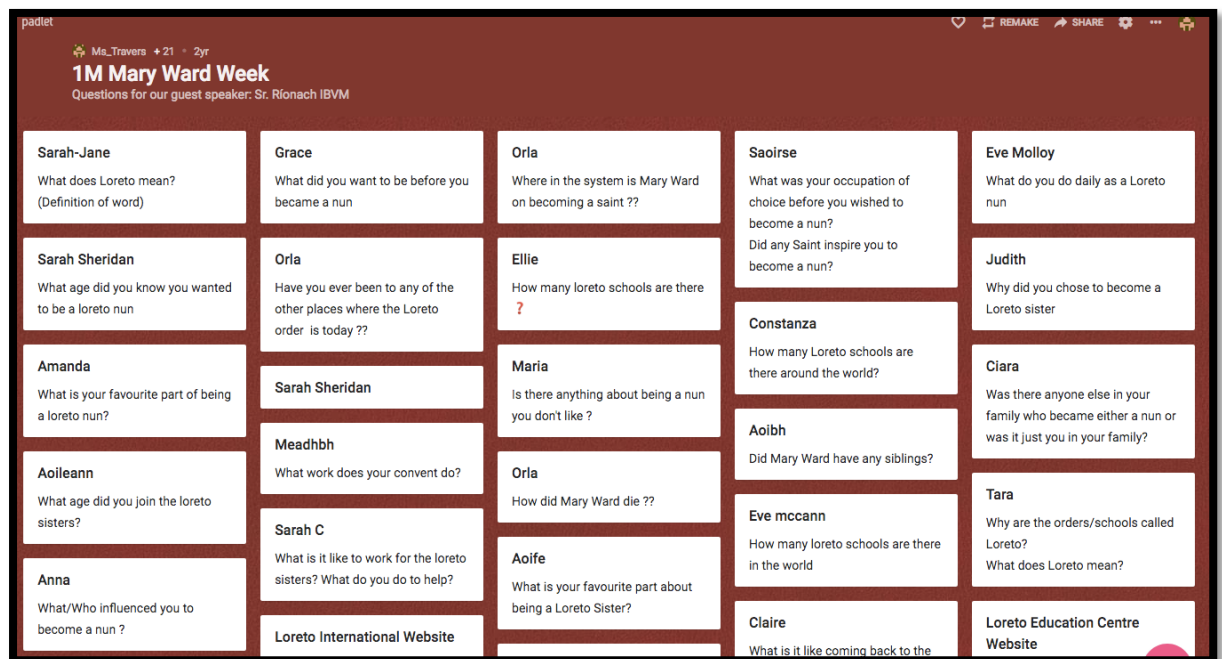 padlet
REMAKE
SHARE
Ms_Travers +21 • 2yr
1M Mary Ward Week
Questions for our guest speaker: Sr. Ríonach IBVM
Sarah-Jane
What does Loreto mean?
(Definition of word)
Sarah Sheridan
What age did you know you wanted
to be a loreto nun
Amanda
What is your favourite part of being
a loreto nun?
Aoileann
What age did you join the loreto
sisters?
Anna
What/Who influenced you to
become a nun ?
Grace
What did you want to be before you
became a nun
Orla
Have you ever been to any of the
other places where the Loreto
order is today ??
Sarah Sheridan
Meadhbh
What work does your convent do?
Sarah C
What is it like to work for the loreto
sisters? What do you do to help?
Loreto International Website
Orla
Where in the system is Mary Ward
on becoming a saint ??
Ellie
How many loreto schools are there
❓
Maria
Is there anything about being a nun
you don't like ?
Orla
How did Mary Ward die ??
Aoife
What is your favourite part about
being a Loreto Sister?
Saoirse
What was your occupation of
choice before you wished to
become a nun?
Did any Saint inspire you to
become a nun?
Constanza
How many Loreto schools are
there around the world?
Aoibh
Did Mary Ward have any siblings?
Eve mccann
How many loreto schools are there
in the world
Claire
What is it like coming back to the
Eve Molloy
What do you do daily as a Loreto
nun
Judith
Why did you chose to become a
Loreto sister
Ciara
Was there anyone else in your
family who became either a nun or
was it just you in your family?
Tara
Why are the orders/schools called
Loreto?
What does Loreto mean?
Loreto Education Centre
Website